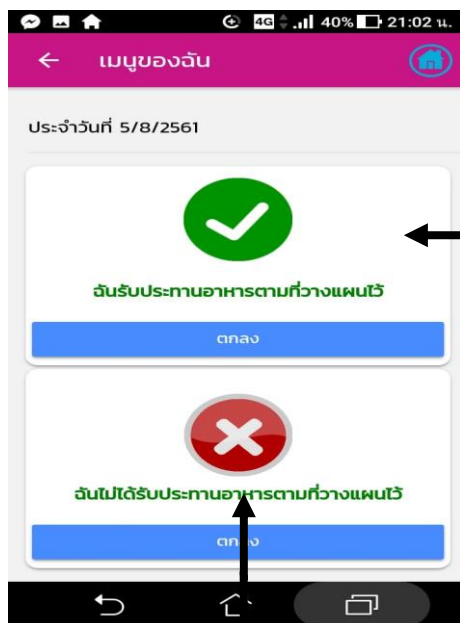 4G 40% 21:02 น.
เมนูของฉัน
ประจำวันที่ 5/8/2561
ฉันรับประทานอาหารตามที่วางแผนไว้
ตกลง
ฉันไม่ได้รับประทานอาหารตามที่วางแผนไว้
ตกลง